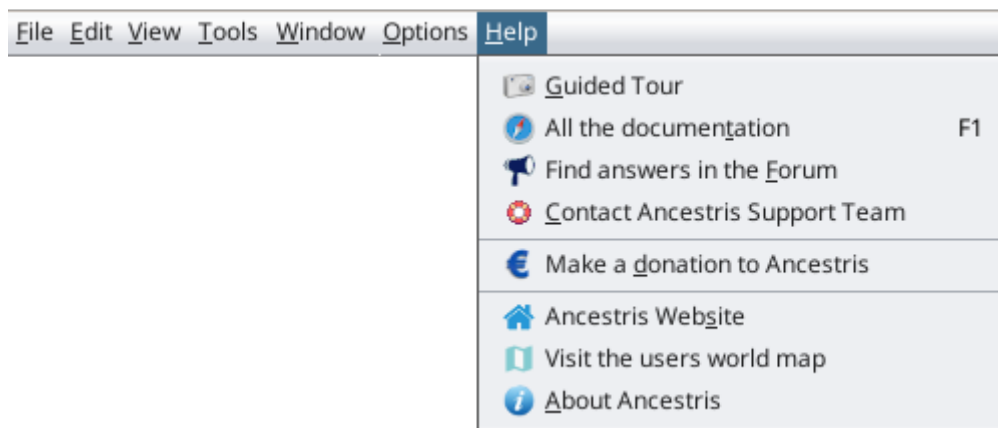 File Edit View Tools Window Options Help
Guided Tour
All the documentation F1
Find answers in the Forum
Contact Ancestris Support Team
Make a donation to Ancestris
Ancestris Website
Visit the users world map
About Ancestris